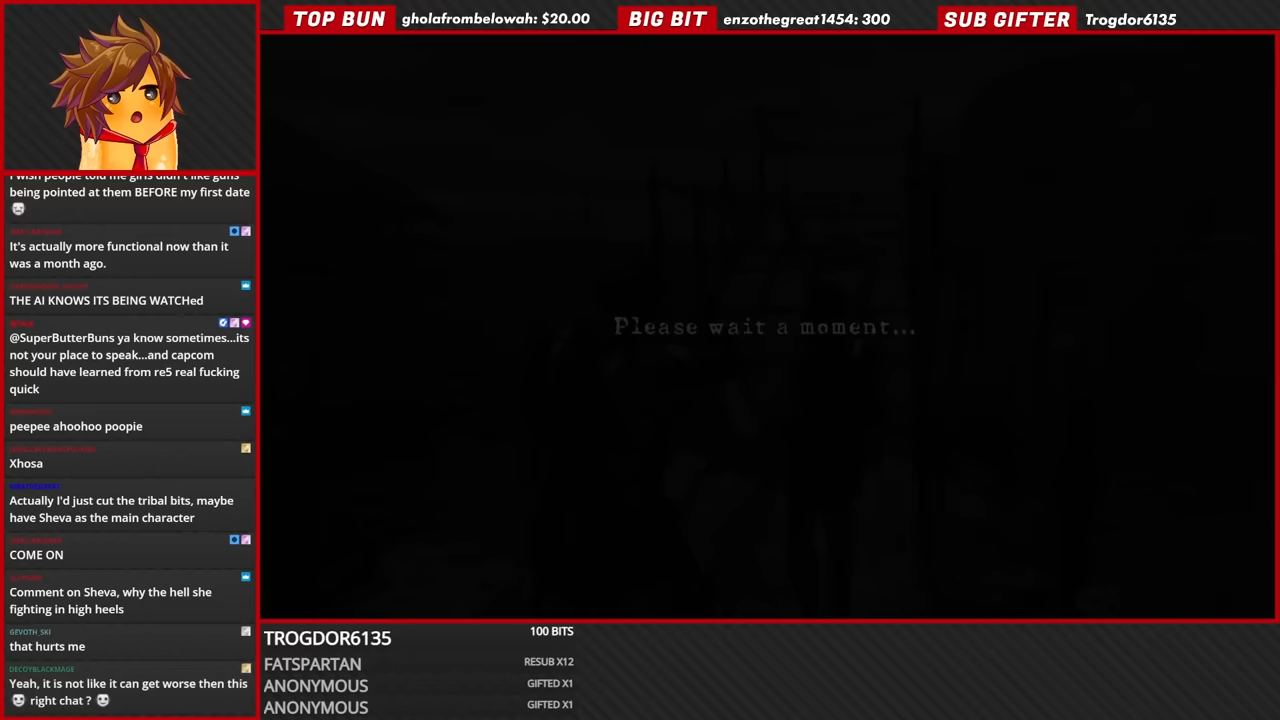 TOP BUN gholafrombelowah: $20.00 BIG BIT enzothegreat1454: 300 SUB GIFTER Trogdor6135
being pointed at them BEFORE my first date
It's actually more functional now than it
was a month ago.
THE AI KNOWS ITS BEING WATCHed
@SuperButterBuns ya know sometimes...its
not your place to speak...and capcom
should have learned from re5 real fucking
quick
peepee ahoohoo poopie
Xhosa
Actually I'd just cut the tribal bits, maybe
have Sheva as the main character
COME ON
Comment on Sheva, why the hell she
fighting in high heels
GEVOTH_SKI
that hurts me
DECOYBLACKMAGE
Yeah, it is not like it can get worse then this
right chat ?
Please wait a moment...
TROGDOR6135 100 BITS
FATSPARTAN RESUB X12
ANONYMOUS GIFTED X1
ANONYMOUS GIFTED X1